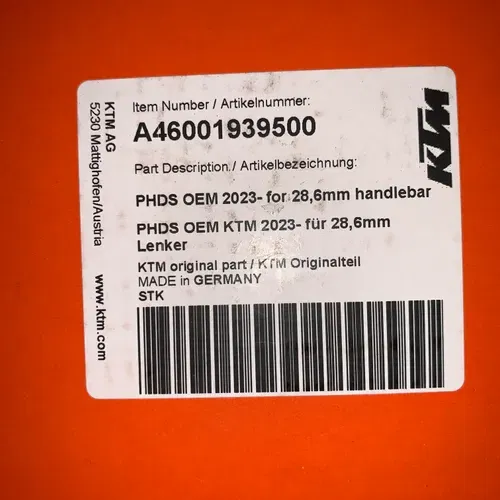 Item Number / Artikelnummer:
A46001939500
Part Description / Artikelbezeichnung:
PHDS OEM 2023- for 28,6mm handlebar
PHDS OEM KTM 2023- für 28,6mm
Lenker
KTM original part / KTM Originalteil
MADE in GERMANY
STK
KTM AG
5230 Mattighofen/Austria
www.ktm.com
KTM